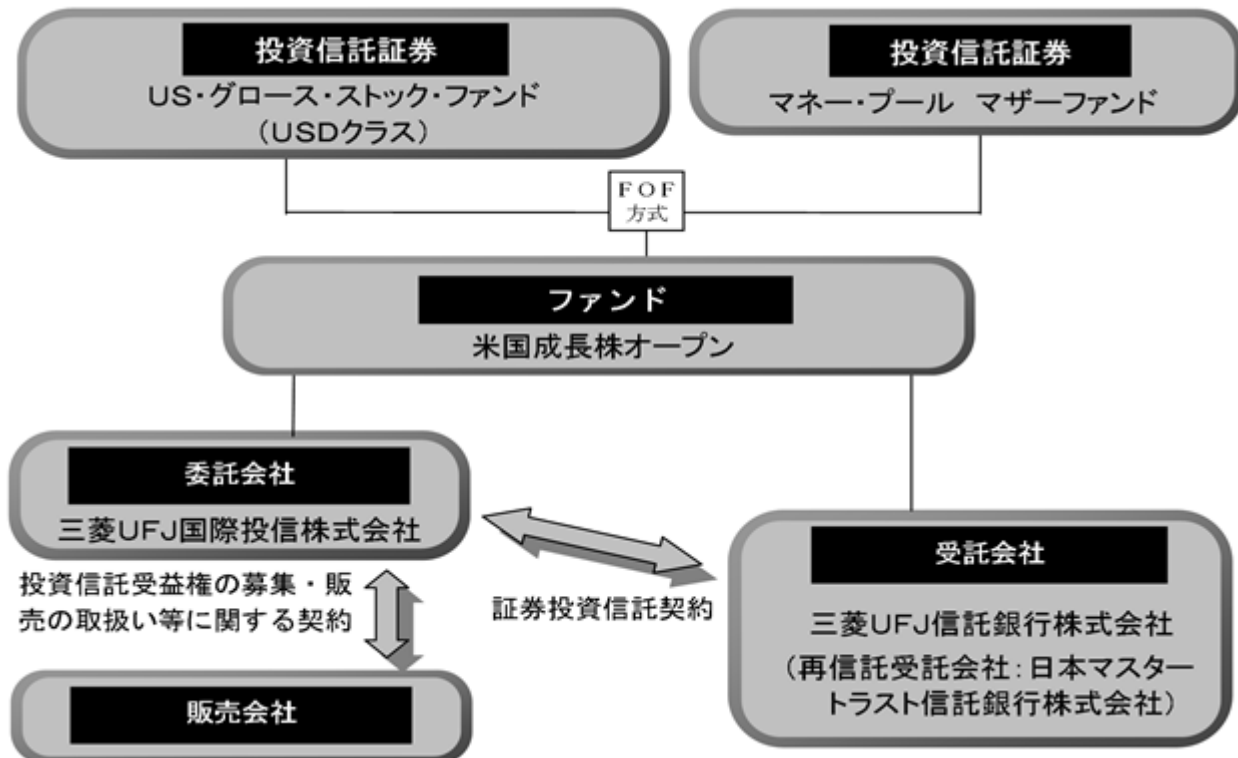 投資信託証券
US・グロース・ストック・ファンド
(USDクラス)
投資信託証券
マネー・プール マザーファンド
FOF
方式
ファンド
米国成長株オープン
委託会社
三菱UFJ国際投信株式会社
投資信託受益権の募集・販
売の取扱い等に関する契約
証券投資信託契約
受託会社
三菱UFJ信託銀行株式会社
(再信託受託会社:日本マスター
トラスト信託銀行株式会社)
販売会社